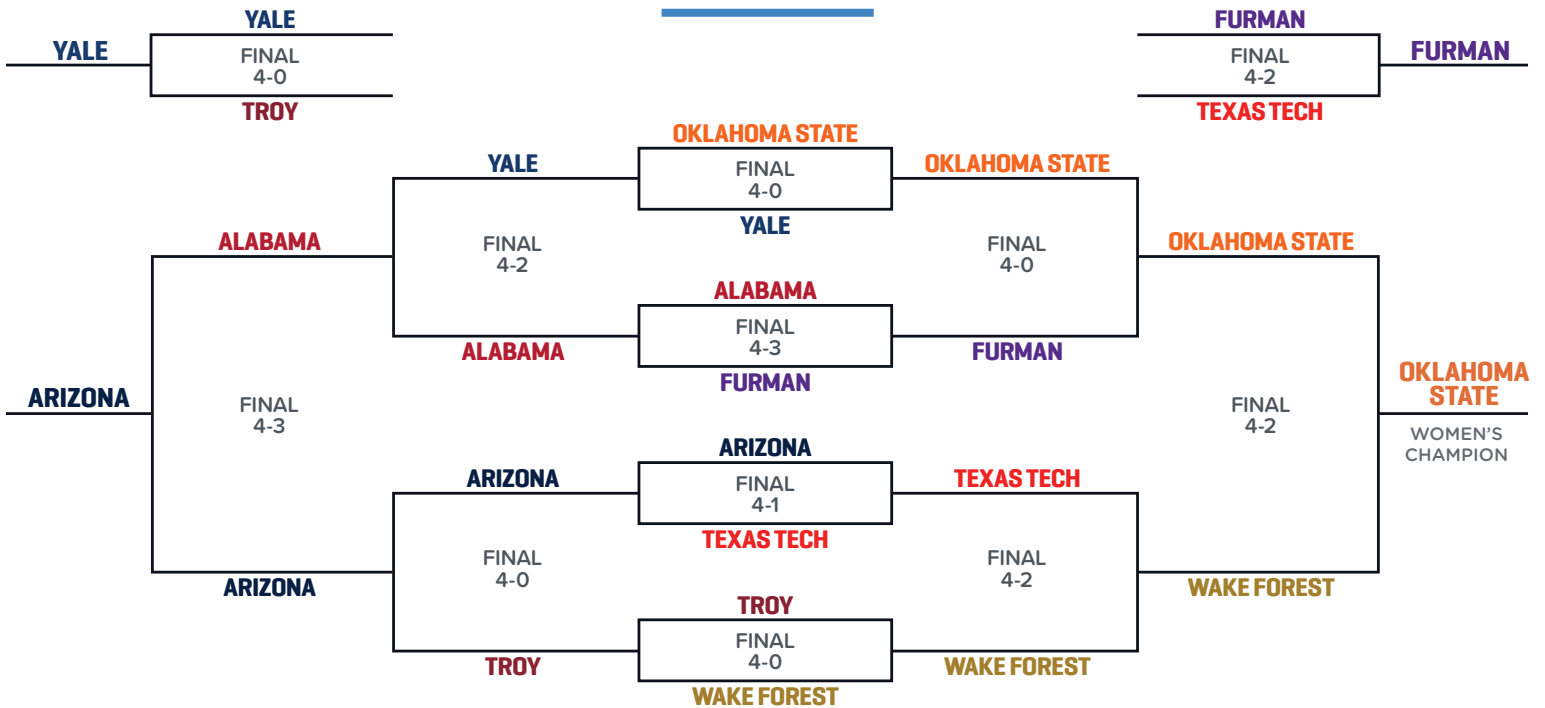 YALE
YALE
FINAL
4-0
TROY
FURMAN
FINAL
4-2
TEXAS TECH
FURMAN
OKLAHOMA STATE
FINAL
4-0
YALE
YALE
OKLAHOMA STATE
ALABAMA
FINAL
4-2
ALABAMA
ALABAMA
FINAL
4-3
FURMAN
FINAL
4-0
FURMAN
OKLAHOMA STATE
ARIZONA
FINAL
4-3
ARIZONA
ARIZONA
FINAL
4-0
TROY
ARIZONA
FINAL
4-1
TEXAS TECH
TROY
FINAL
4-0
WAKE FOREST
TEXAS TECH
FINAL
4-2
WAKE FOREST
FINAL
4-2
WAKE FOREST
OKLAHOMA
STATE
WOMEN'S
CHAMPION